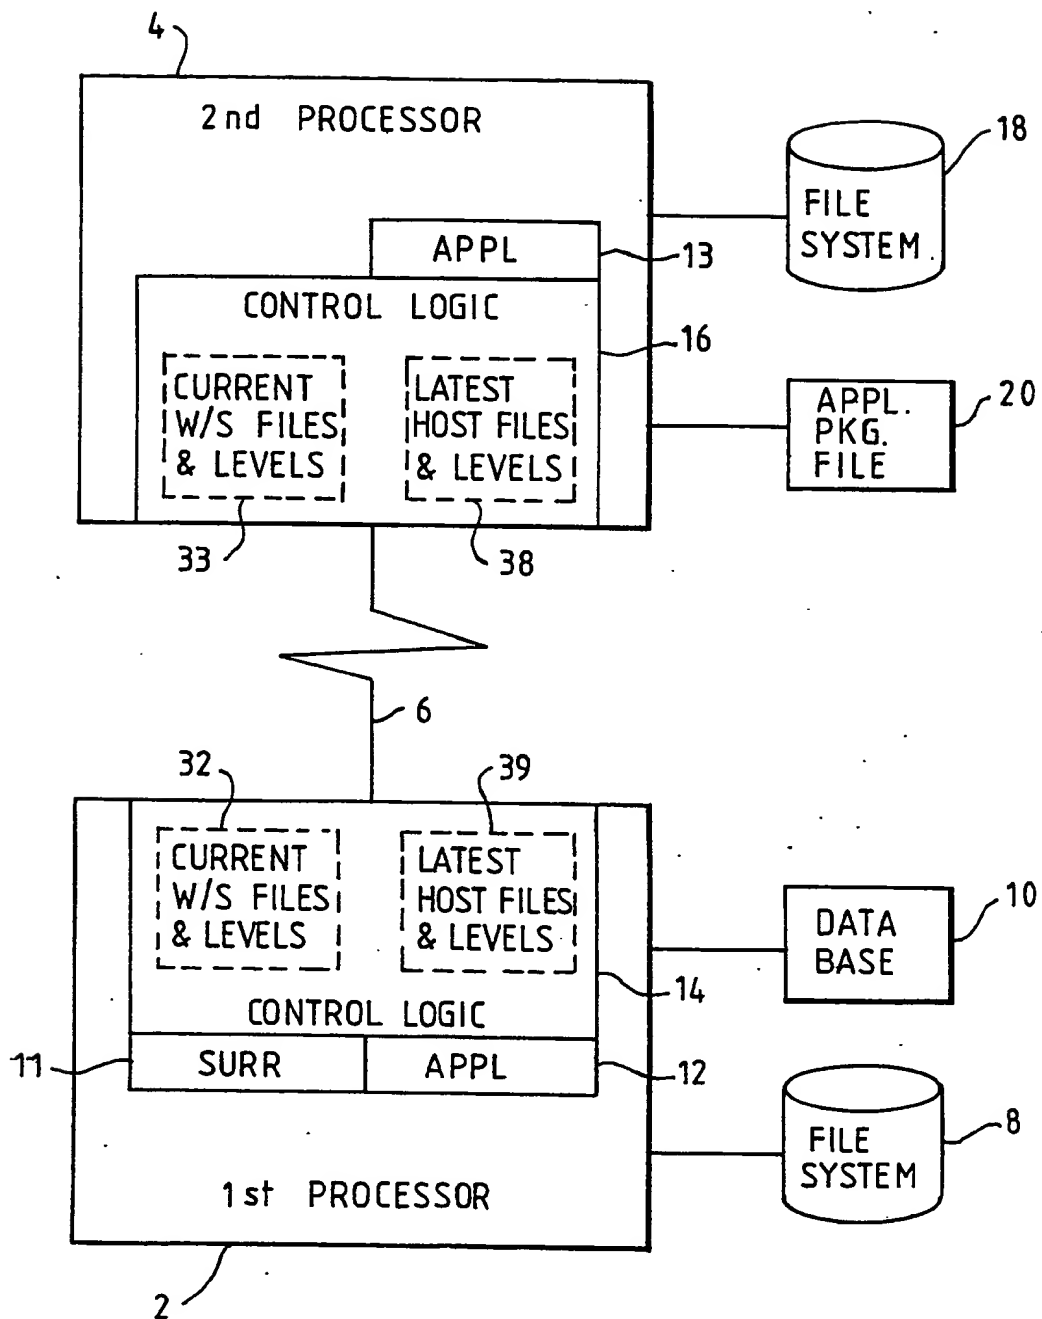 4
2nd PROCESSOR
18
FILE
SYSTEM
APPL
13
CONTROL LOGIC
16
CURRENT
W/S FILES
& LEVELS
LATEST
HOST FILES
& LEVELS
APPL.
PKG.
FILE
20
33
38
6
32
39
CURRENT
W/S FILES
& LEVELS
LATEST
HOST FILES
& LEVELS
DATA
BASE
10
14
CONTROL LOGIC
11
SURR
APPL
12
FILE
SYSTEM
8
1st PROCESSOR
2